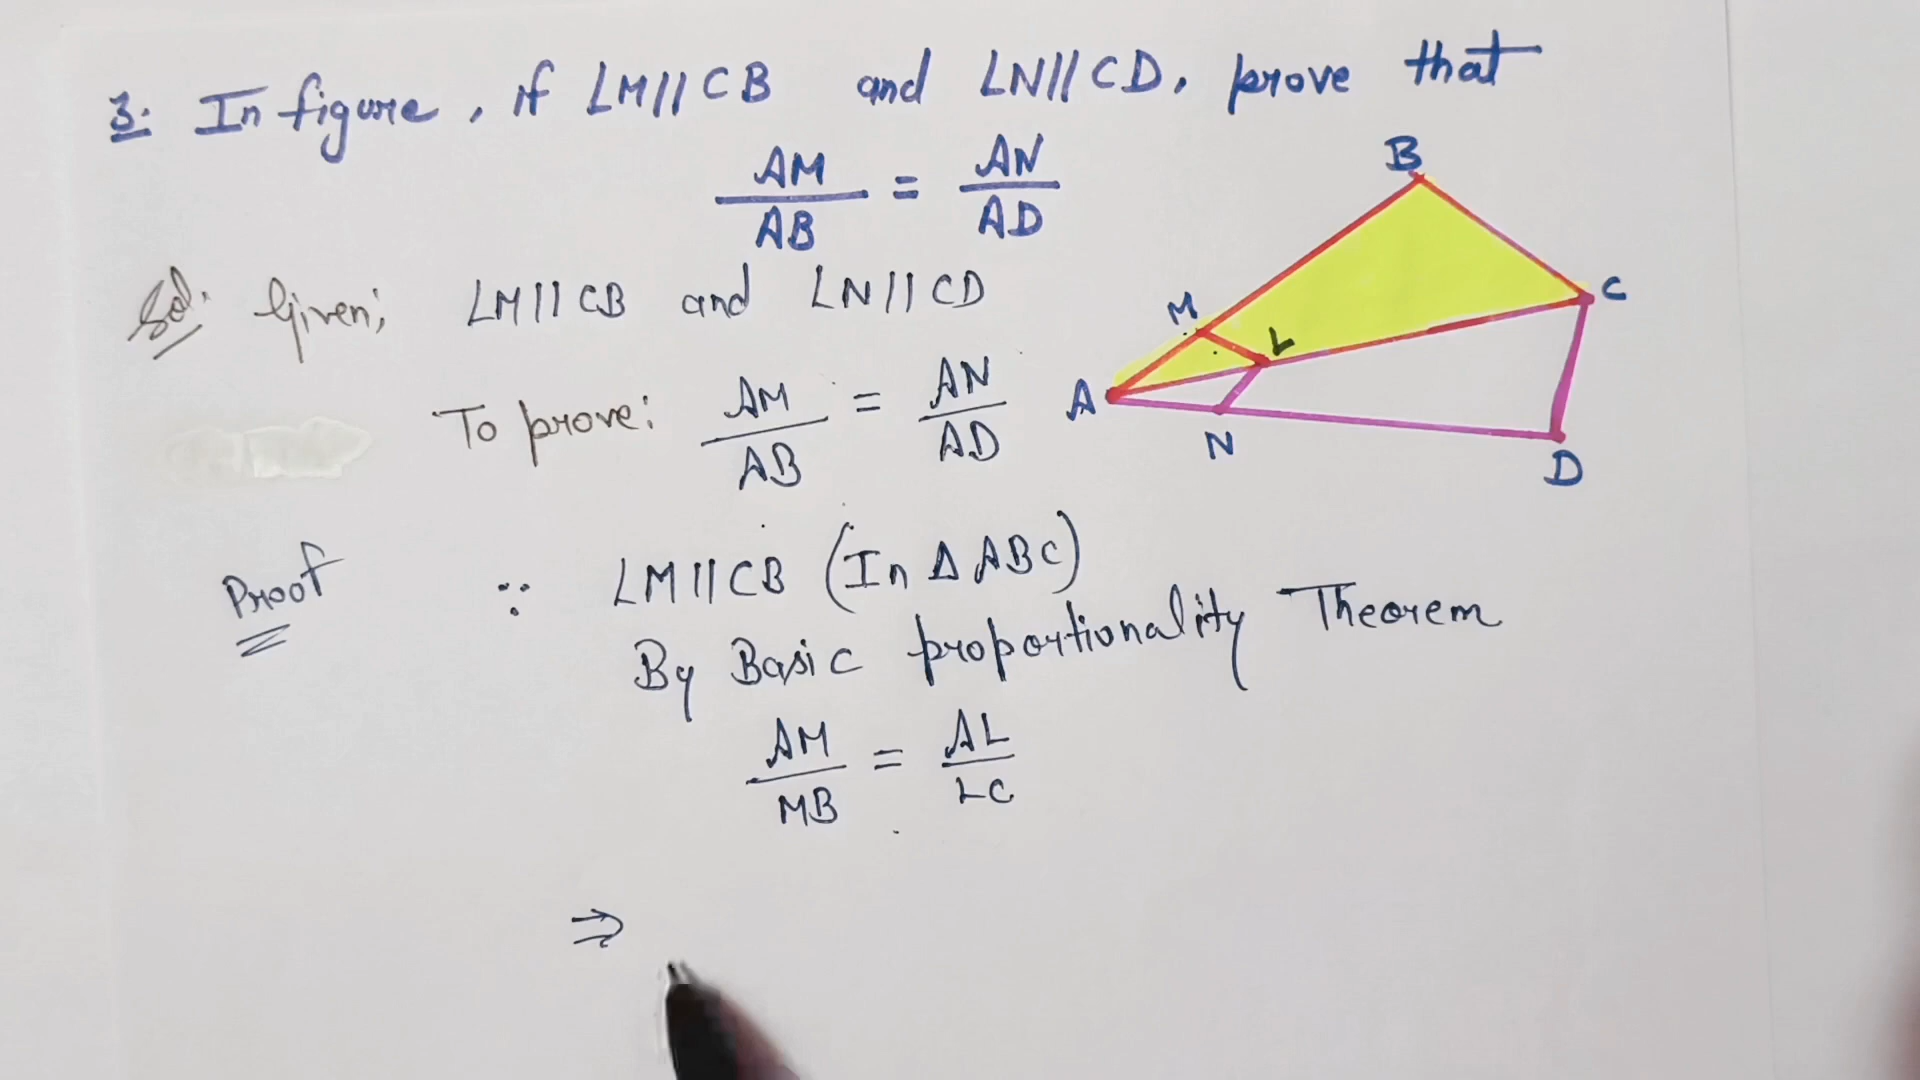 3. In figure, if LM||CB and LN||CD, prove that
AM/AB = AN/AD
Sol. Given; LM||CB and LN||CD
To prove: AM/AB = AN/AD
Proof ∵ LM||CB (In Δ ABC)
By Basic proportionality Theorem
AM/MB = AL/LC
⇒
B
M
L
C
A
N
D